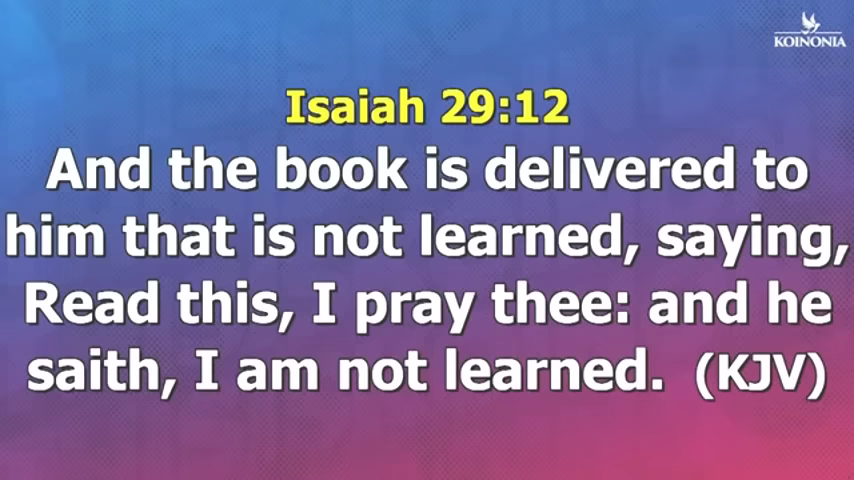 KOINONIA
Isaiah 29:12
And the book is delivered to
him that is not learned, saying,
Read this, I pray thee: and he
saith, I am not learned. (KJV)